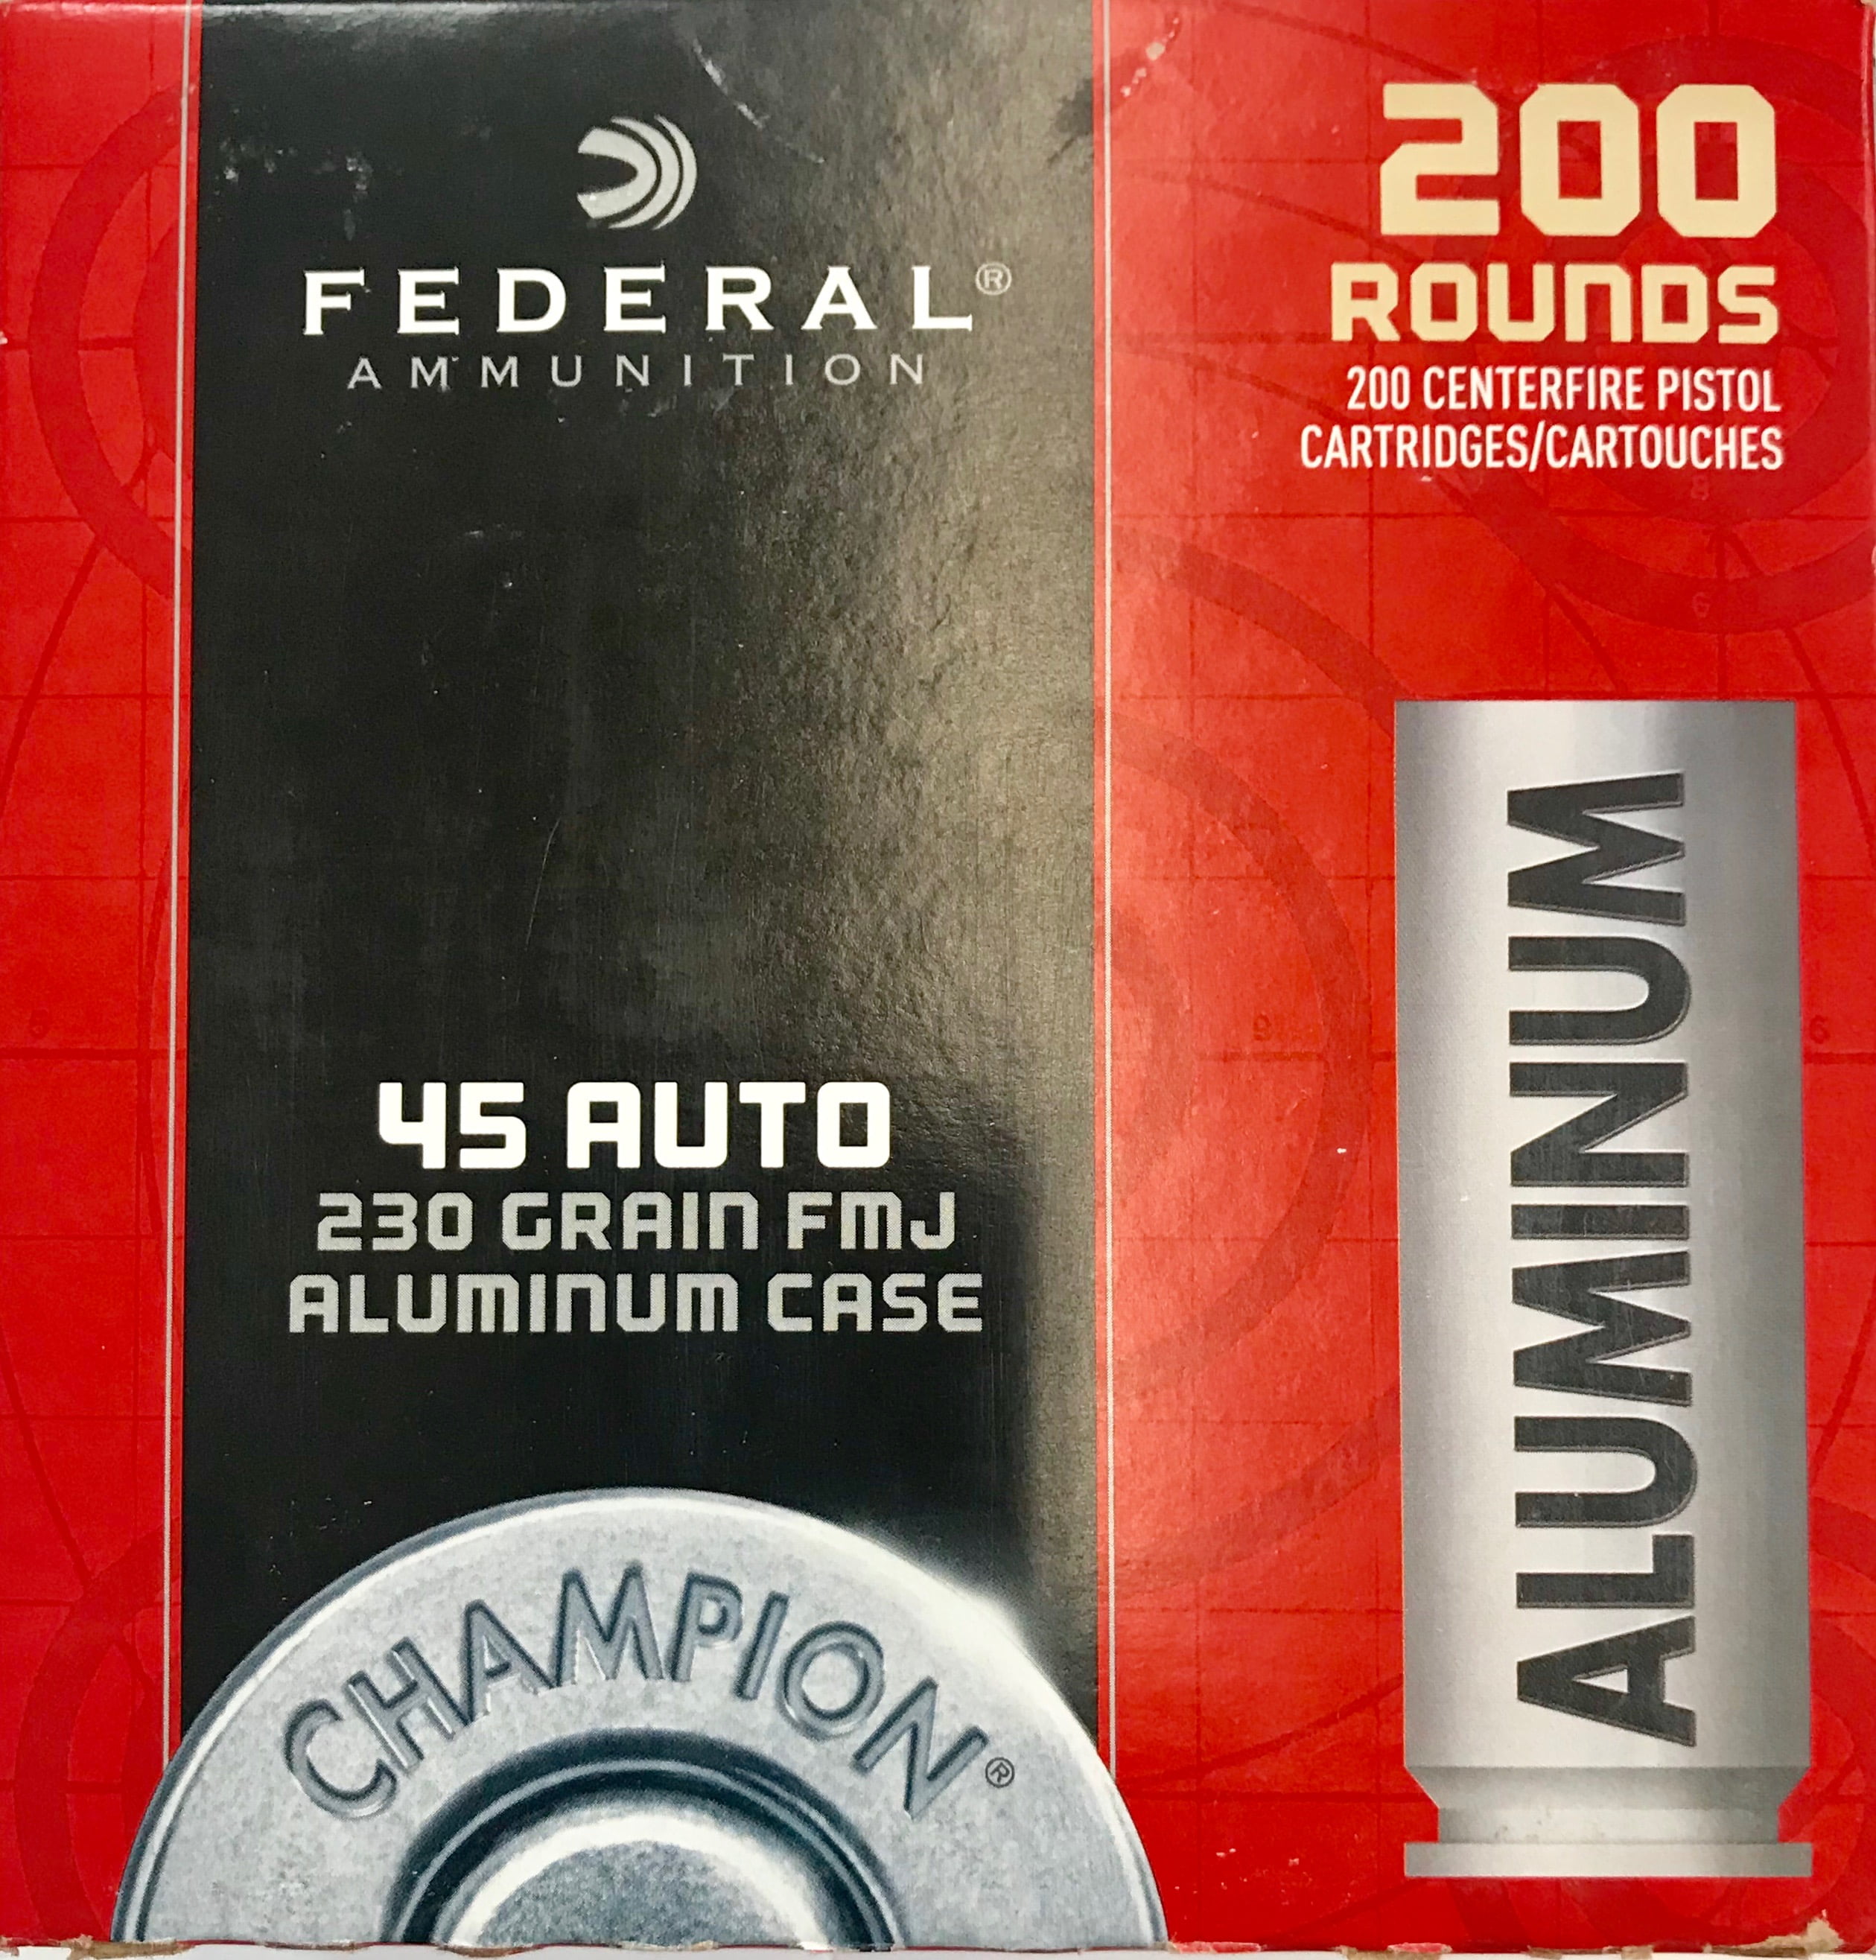 FEDERAL®
AMMUNITION
200
ROUNDS
200 CENTERFIRE PISTOL
CARTRIDGES/CARTOUCHES
45 AUTO
230 GRAIN FMJ
ALUMINUM CASE
ALUMINUM
CHAMPION®